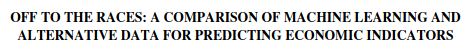 OFF TO THE RACES: A COMPARISON OF MACHINE LEARNING AND
ALTERNATIVE DATA FOR PREDICTING ECONOMIC INDICATORS